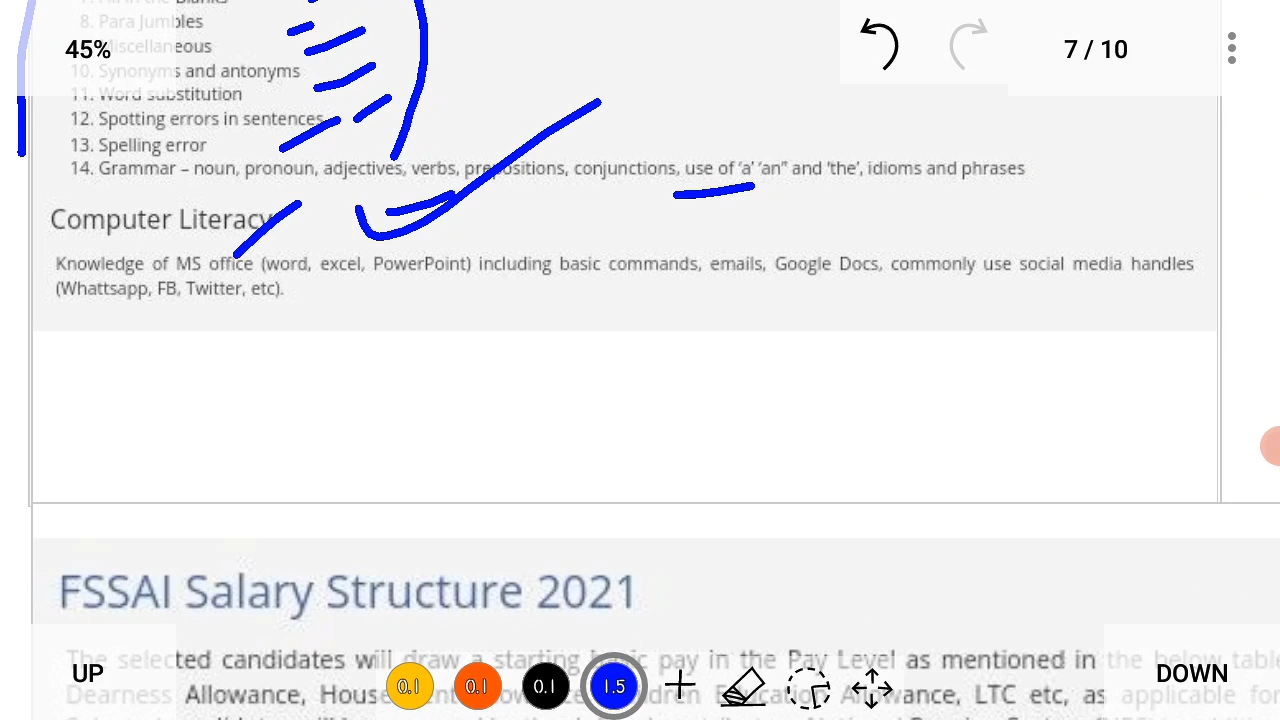 8. Para Jumbles
45%
Miscellaneous
7 / 10
10. Synonyms and antonyms
11. Word substitution
12. Spotting errors in sentences
13. Spelling error
14. Grammar – noun, pronoun, adjectives, verbs, prepositions, conjunctions, use of ‘a’ ‘an” and ‘the’, idioms and phrases
Computer Literacy
Knowledge of MS office (word, excel, PowerPoint) including basic commands, emails, Google Docs, commonly use social media handles
(Whattsapp, FB, Twitter, etc).
FSSAI Salary Structure 2021
The selected candidates will draw a starting basic pay in the Pay Level as mentioned in the below table
UP
0.1
0.1
0.1
1.5
DOWN
Dearness Allowance, House Allowance, LTC etc, as applicable for